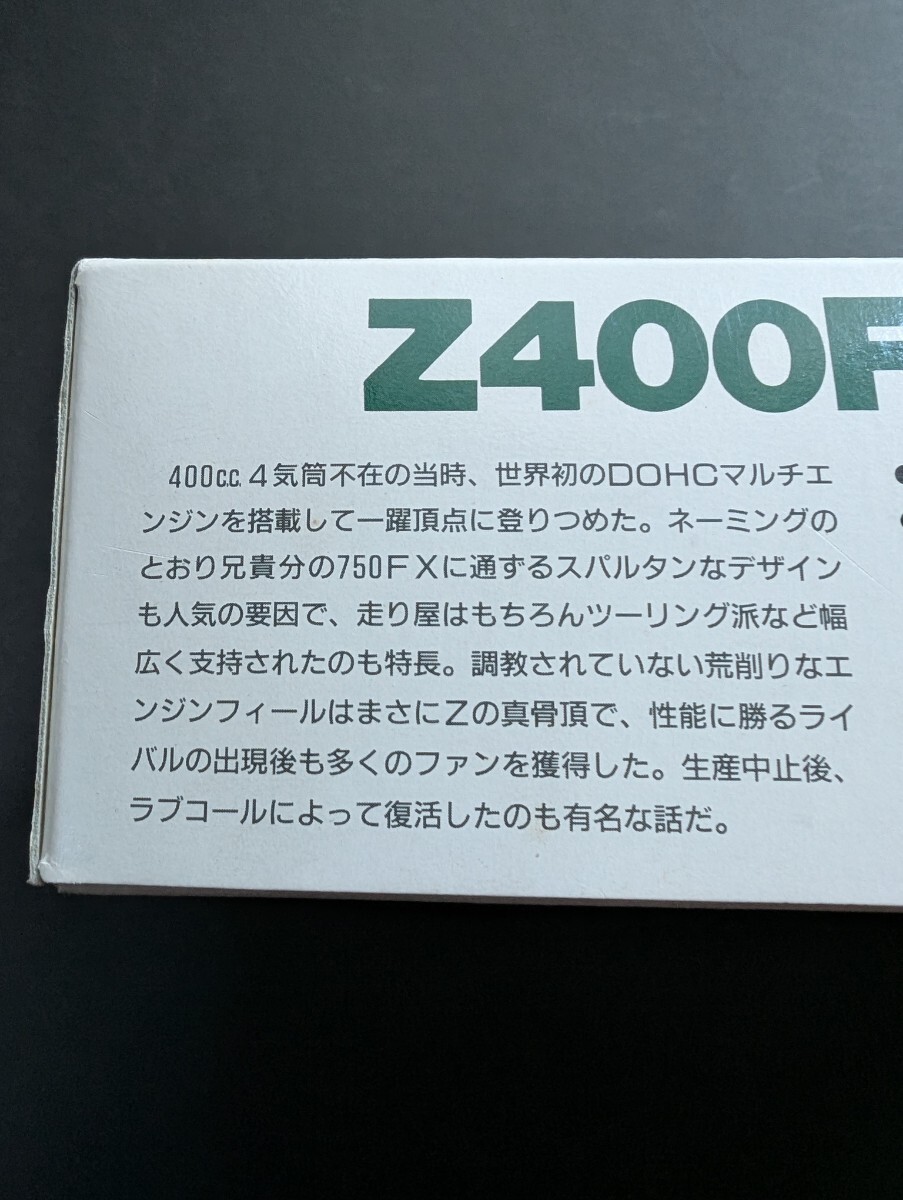 Z400F
400c.c.４気筒不在の当時、世界初のDOHCマルチエ
ンジンを搭載して一躍頂点に登りつめた。ネーミングの
とおり兄貴分の750ＦＸに通ずるスパルタンなデザイン
も人気の要因で、走り屋はもちろんツーリング派など幅
広く支持されたのも特長。調教されていない荒削りなエ
ンジンフィールはまさにＺの真骨頂で、性能に勝るライ
バルの出現後も多くのファンを獲得した。生産中止後、
ラブコールによって復活したのも有名な話だ。